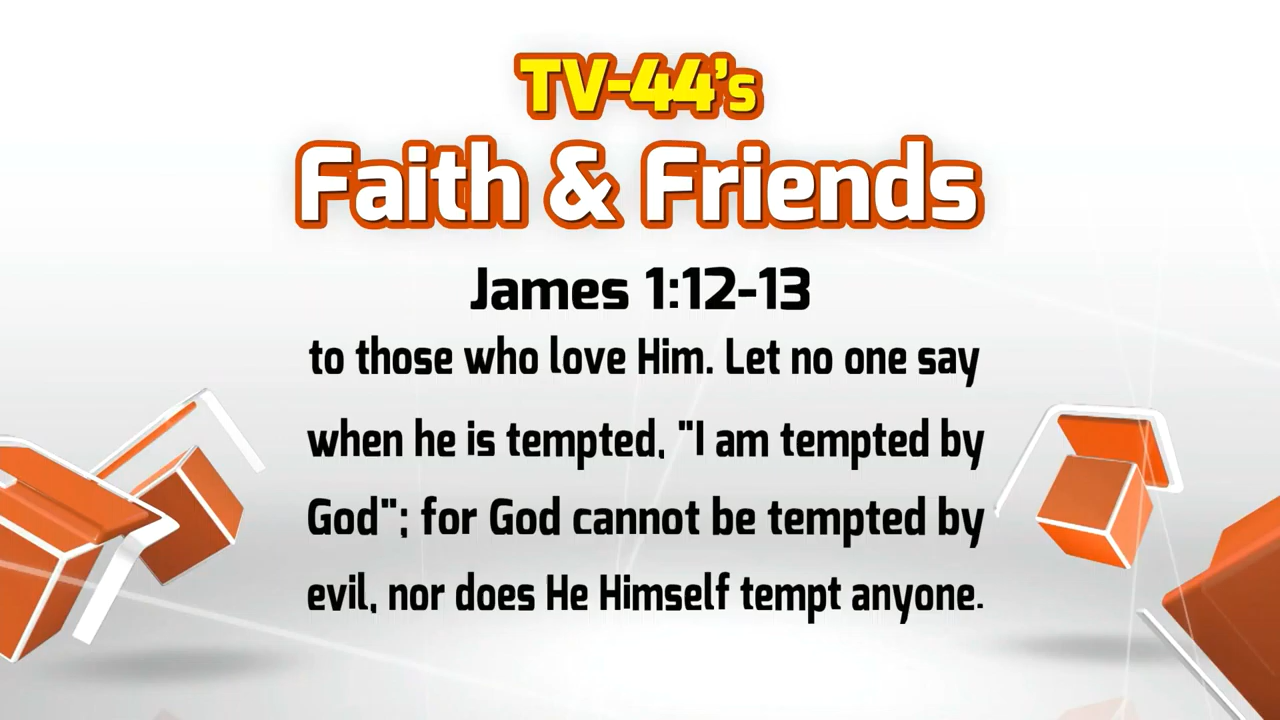 TV-44's
Faith & Friends
James 1:12-13
to those who love Him. Let no one say
when he is tempted, "I am tempted by
God"; for God cannot be tempted by
evil, nor does He Himself tempt anyone.